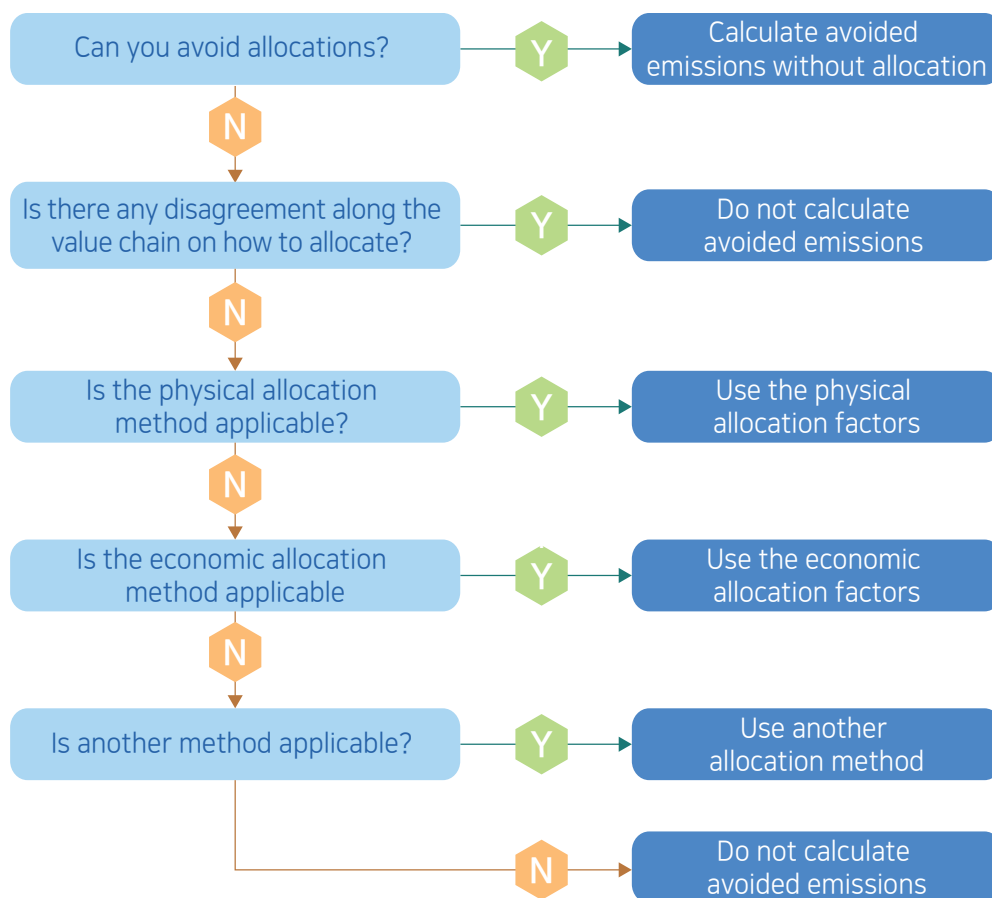 Can you avoid allocations?
Y
Calculate avoided
emissions without allocation
N
Is there any disagreement along the
value chain on how to allocate?
Y
Do not calculate
avoided emissions
N
Is the physical allocation
method applicable?
Y
Use the physical
allocation factors
N
Is the economic allocation
method applicable
Y
Use the economic
allocation factors
N
Is another method applicable?
Y
Use another
allocation method
N
Do not calculate
avoided emissions